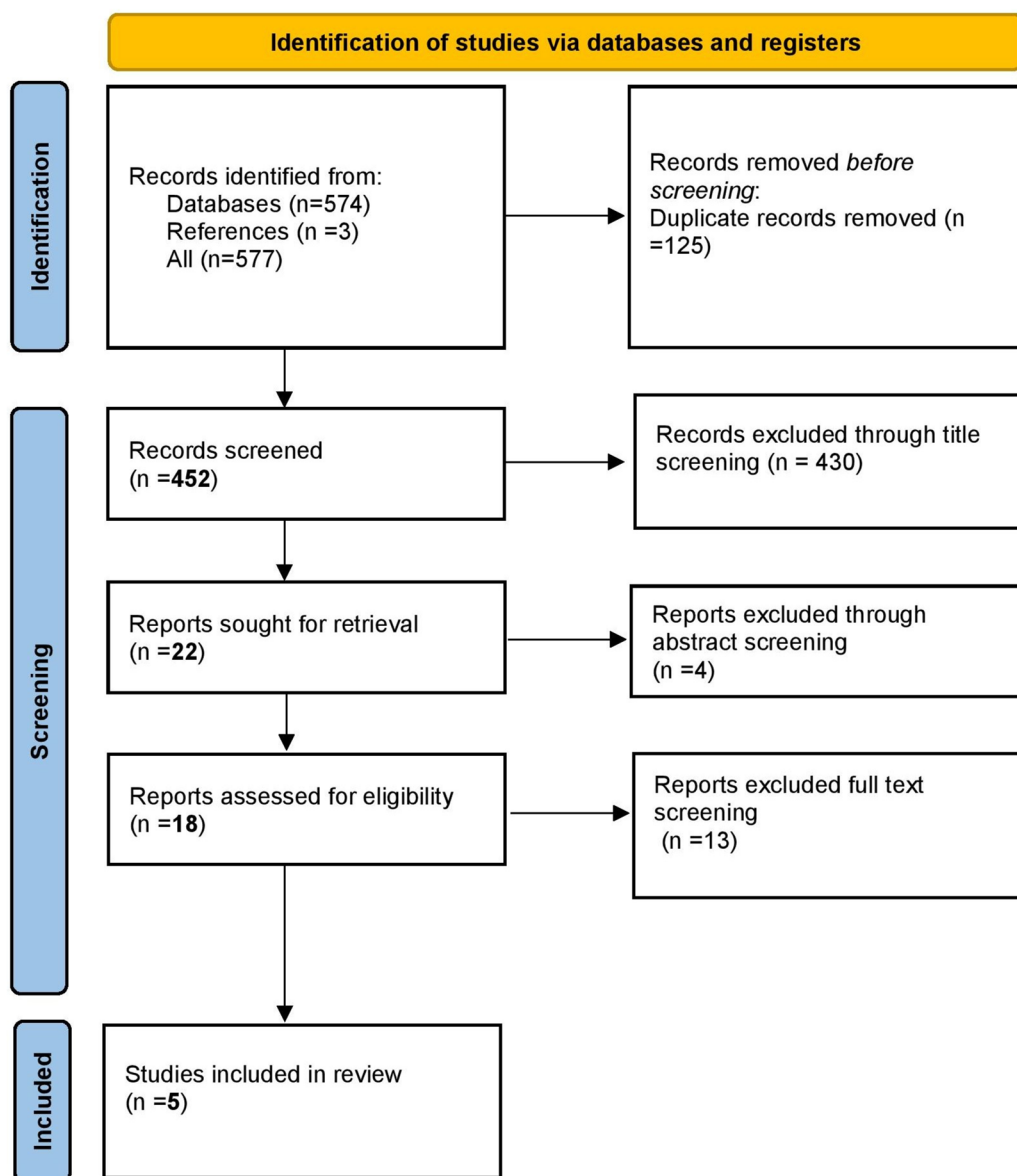 Identification of studies via databases and registers
Identification
Records identified from:
Databases (n=574)
References (n =3)
All (n=577)
Records removed before
screening:
Duplicate records removed (n
=125)
Screening
Records screened
(n =452)
Records excluded through title
screening (n = 430)
Reports sought for retrieval
(n =22)
Reports excluded through
abstract screening
(n =4)
Reports assessed for eligibility
(n =18)
Reports excluded full text
screening
(n =13)
Included
Studies included in review
(n =5)